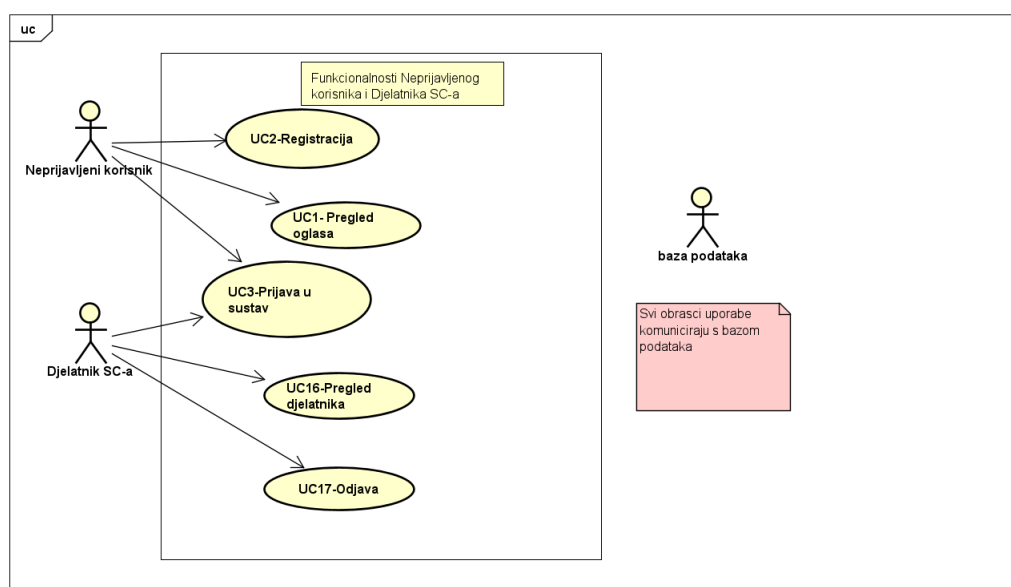 uc
Funkcionalnosti Neprijavljenog
korisnika i Djelatnika SC-a
UC2-Registracija
Neprijavljeni korisnik
UC1- Pregled
oglasa
baza podataka
UC3-Prijava u
sustav
Svi obrasci uporabe
komuniciraju s bazom
podataka
Djelatnik SC-a
UC16-Pregled
djelatnika
UC17-Odjava